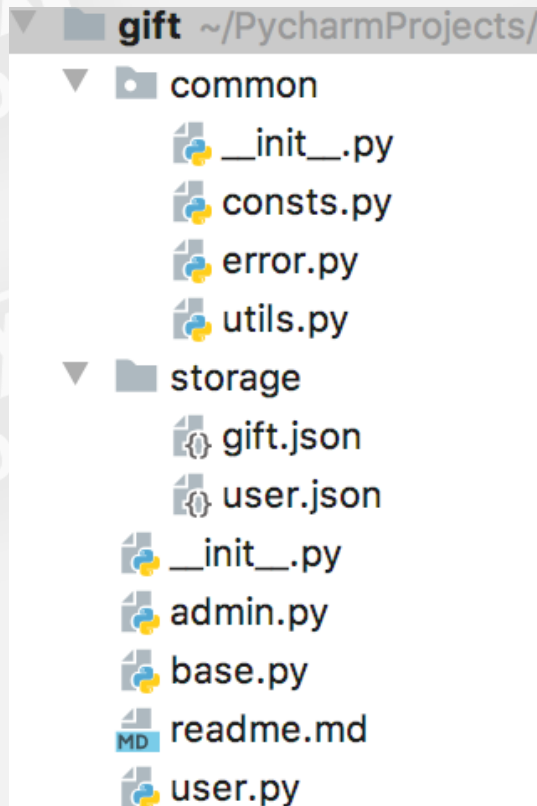 gift ~/PycharmProjects/
common
__init__.py
consts.py
error.py
utils.py
storage
gift.json
user.json
__init__.py
admin.py
base.py
MD readme.md
user.py